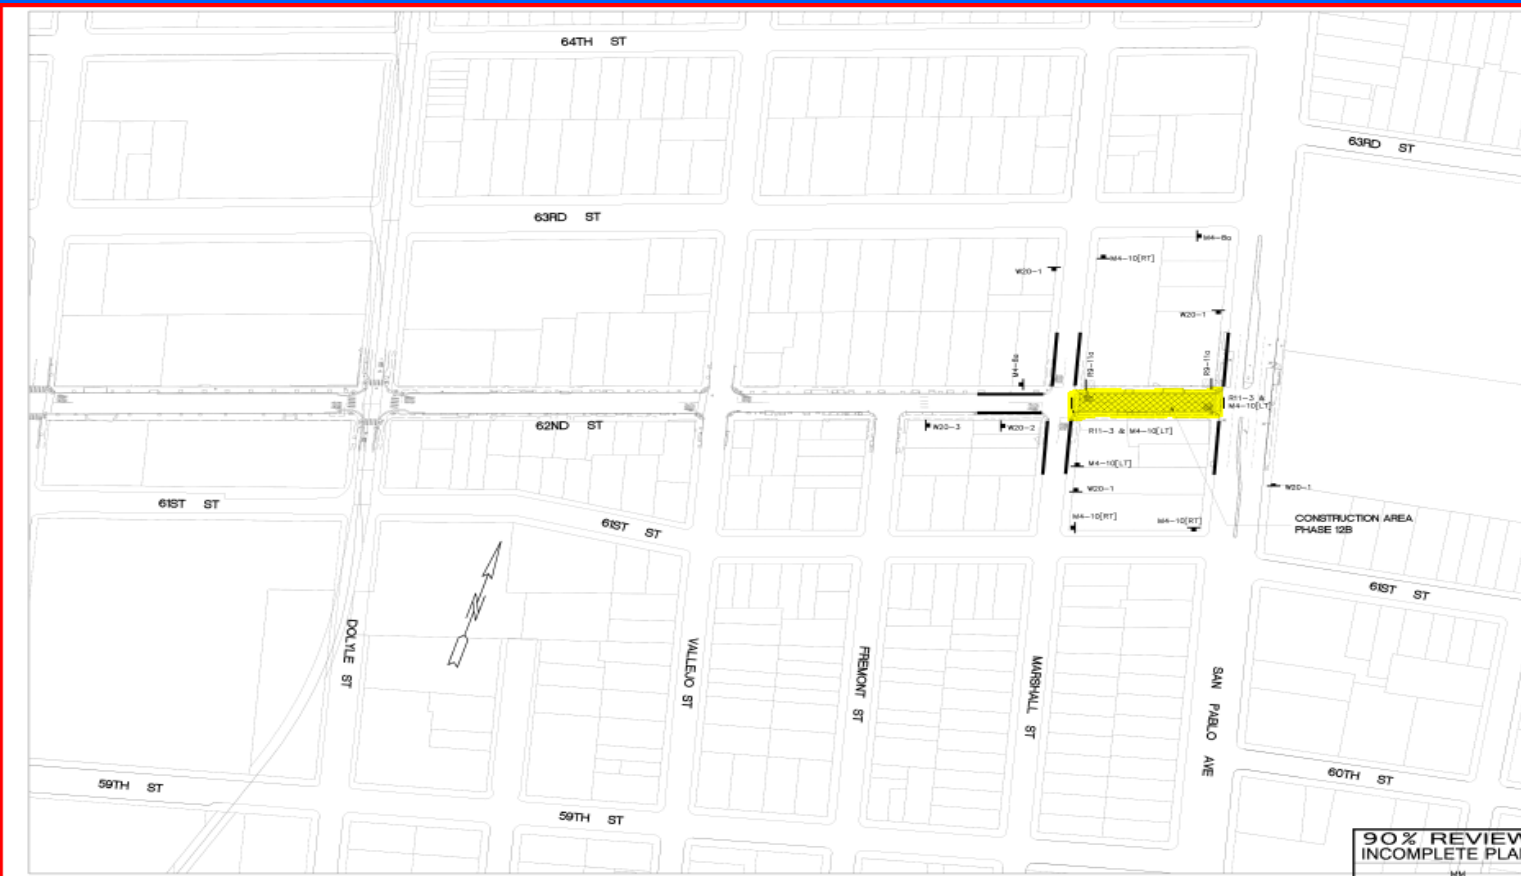 64TH ST
63RD ST
63RD ST
M4-8a
W20-1
M4-10[RT]
W20-1
M4-8a
R9-11a
R9-11a
R11-3 &
M4-10[LT]
62ND ST
W20-3
W20-2
R11-3 & M4-10[LT]
M4-10[LT]
W20-1
W20-1
61ST ST
61ST ST
M4-10[RT]
M4-10[RT]
CONSTRUCTION AREA
PHASE 12B
61ST ST
N
DOLYLE ST
VALLEJO ST
FREMONT ST
MARSHALL ST
SAN PABLO AVE
60TH ST
59TH ST
59TH ST
90% REVIEW
INCOMPLETE PLA